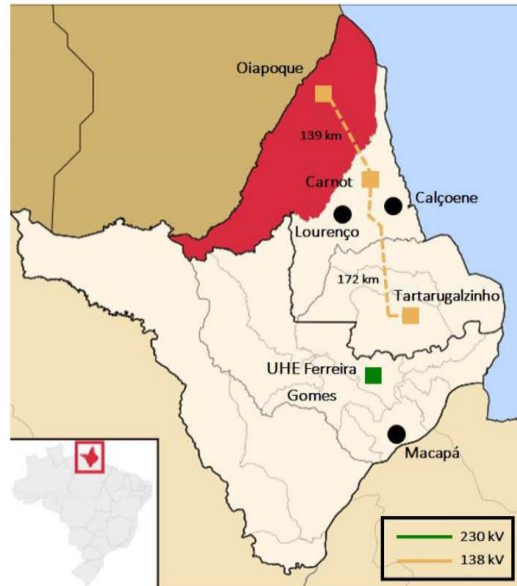 Oiapoque
139 km
Carnot
Calçoene
Lourenço
172 km
Tartarugalzinho
UHE Ferreira
Gomes
Macapá
230 kV
138 kV